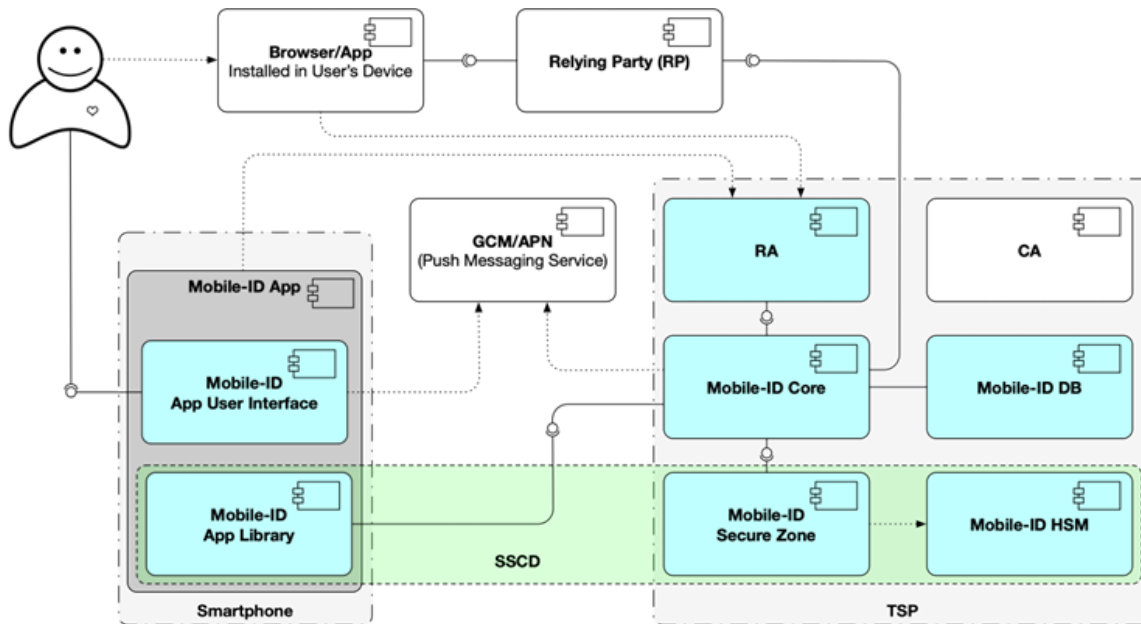 Browser/App
Installed in User's Device
Relying Party (RP)
GCM/APN
(Push Messaging Service)
RA
CA
Mobile-ID App
Mobile-ID
App User Interface
Mobile-ID Core
Mobile-ID DB
Mobile-ID
App Library
Mobile-ID
Secure Zone
Mobile-ID HSM
SSCD
Smartphone
TSP